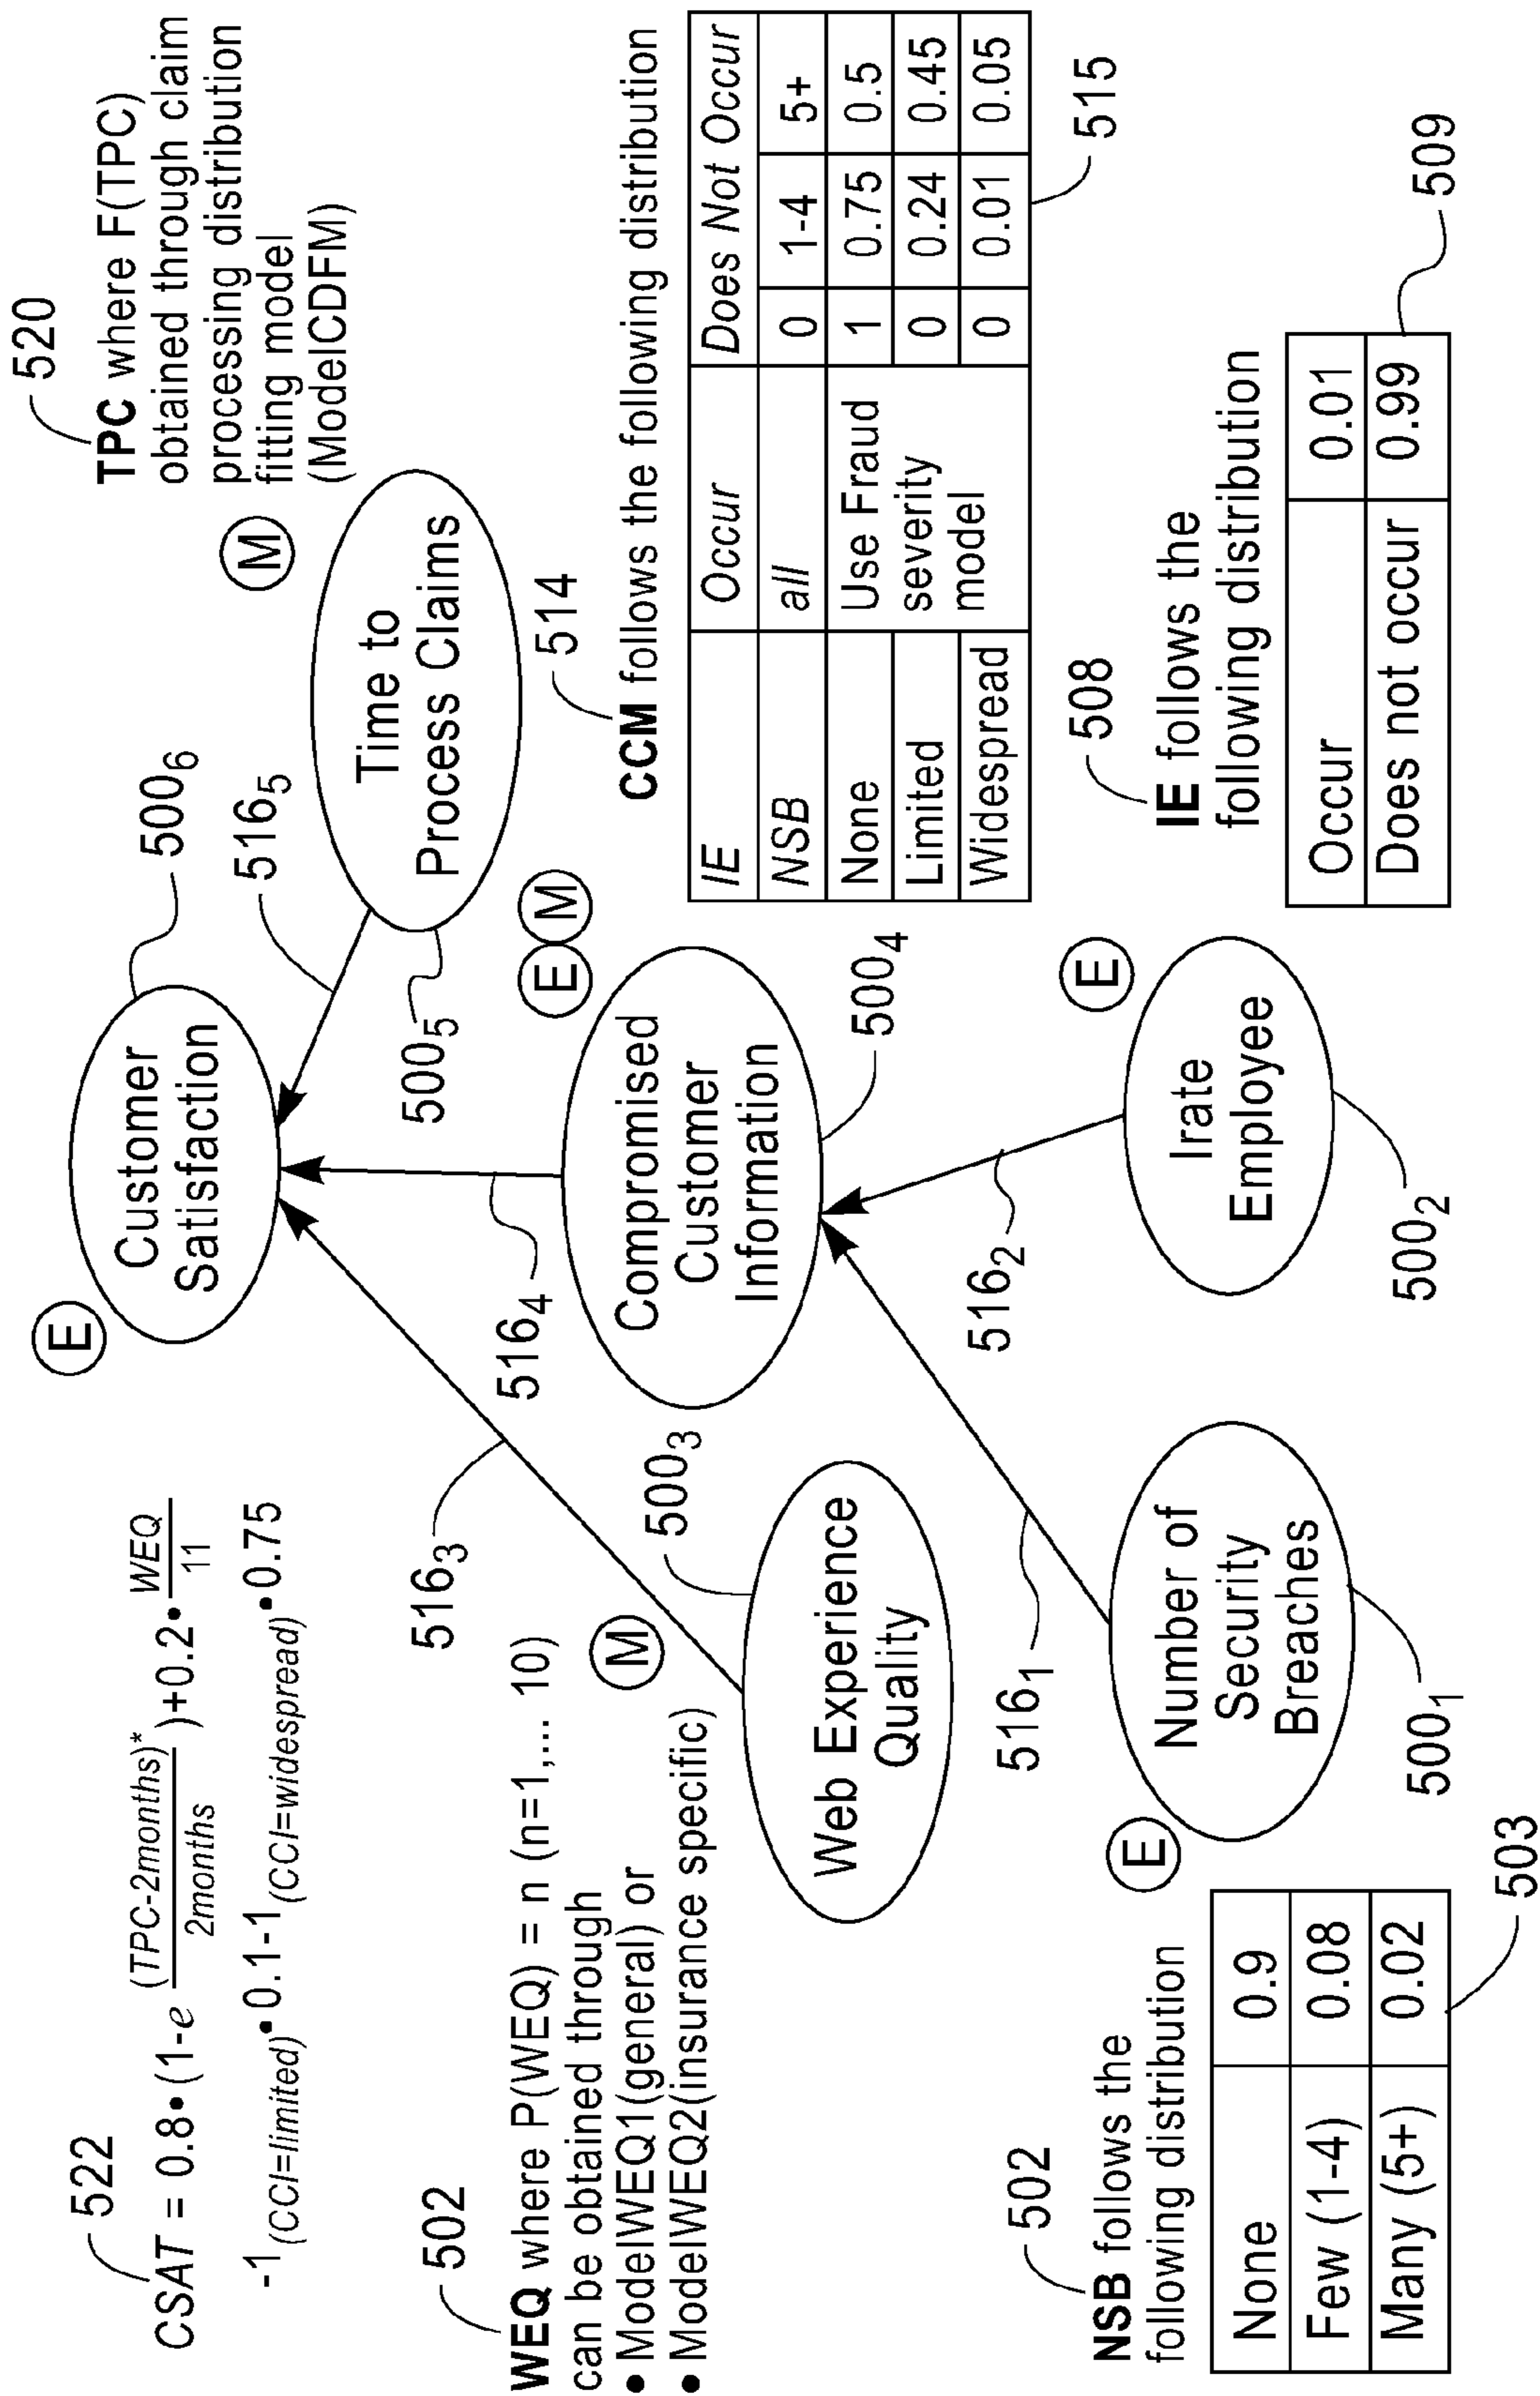 522
CSAT = 0.8•(1-e^(TPC-2months)*/2months)+0.2•WEQ/11
-1(CCI=limited)•0.1-1(CCI=widespread)•0.75
E
Customer
Satisfaction
500₆
516₅
520
TPC where F(TPC)
obtained through claim
processing distribution
fitting model
(ModelCDFM)
M
Time to
Process Claims
500₅
502
WEQ where P(WEQ) = n (n=1,... 10)
can be obtained through
• ModelWEQ1(general) or
• ModelWEQ2(insurance specific)
516₃
M
500₃
Web Experience
Quality
516₄
E M
Compromised
Customer
Information
500₄
514
CCM follows the following distribution
IE Occur Does Not Occur
NSB all 0 1-4 5+
None Use Fraud 1 0.75 0.5
Limited severity 0 0.24 0.45
Widespread model 0 0.01 0.05
515
516₁
516₂
502
NSB follows the
following distribution
None 0.9
Few (1-4) 0.08
Many (5+) 0.02
503
E
Number of
Security
Breaches
500₁
E
Irate
Employee
500₂
508
IE follows the
following distribution
Occur 0.01
Does not occur 0.99
509